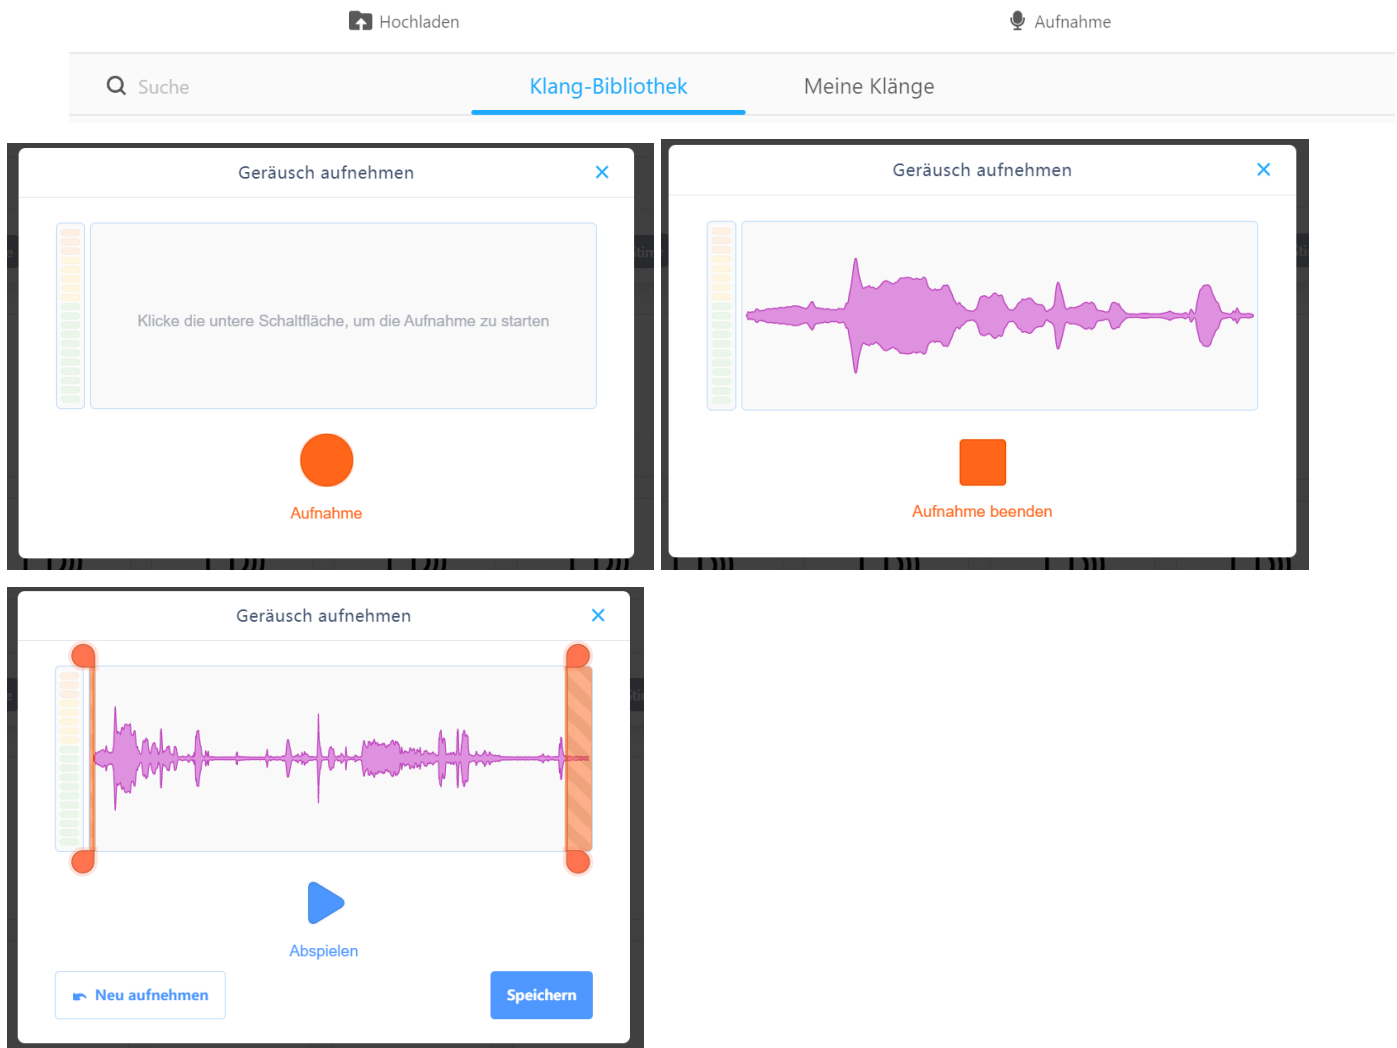 Hochladen
Aufnahme
Suche
Klang-Bibliothek
Meine Klänge
Geräusch aufnehmen
Klicke die untere Schaltfläche, um die Aufnahme zu starten
Aufnahme
Geräusch aufnehmen
Aufnahme beenden
Geräusch aufnehmen
Abspielen
Neu aufnehmen
Speichern